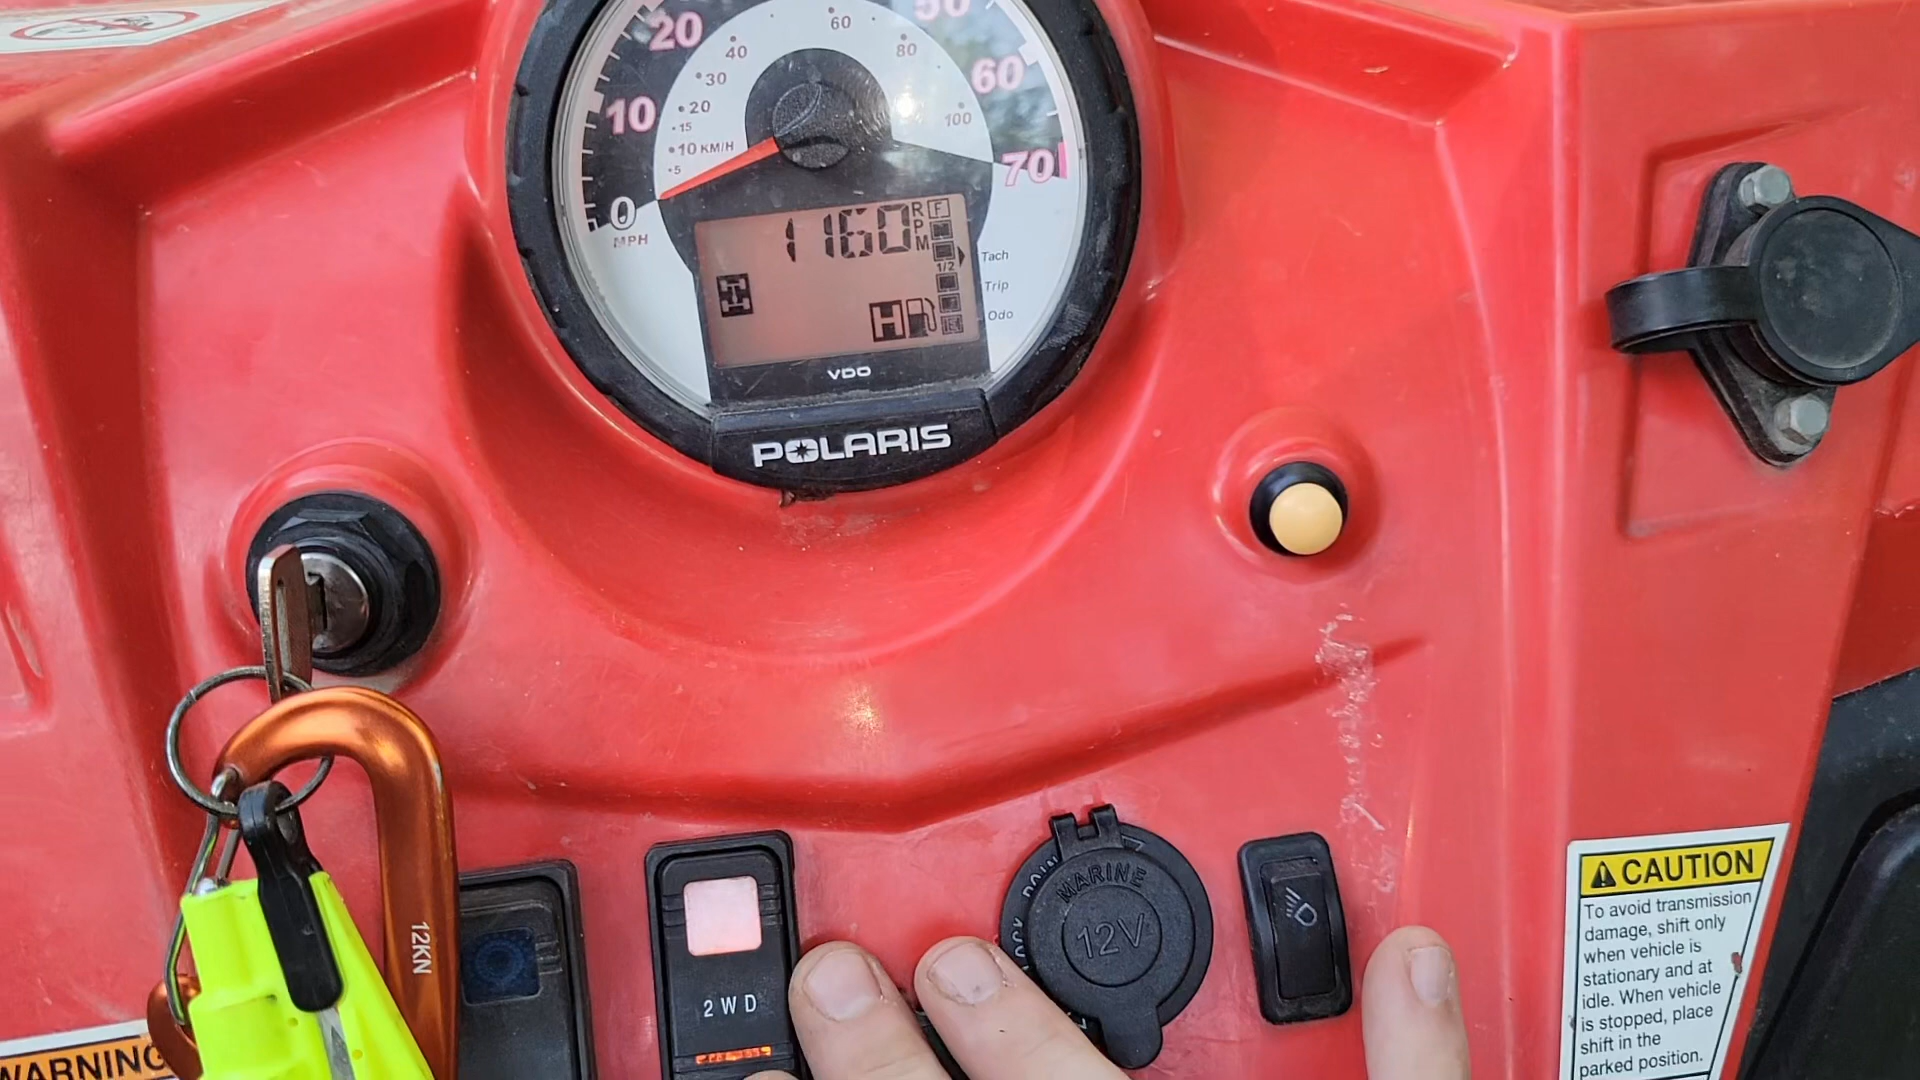 20
60
50
40
80
30
60
10
20
15
100
10 KM/H
70
5
0
MPH
1160
RPM
F
1/2
E
H
Tach
Trip
Odo
VDO
POLARIS
MARINE
12V
2WD
12KN
WARNING
CAUTION
To avoid transmission
damage, shift only
when vehicle is
stationary and at
idle. When vehicle
is stopped, place
shift in the
parked position.